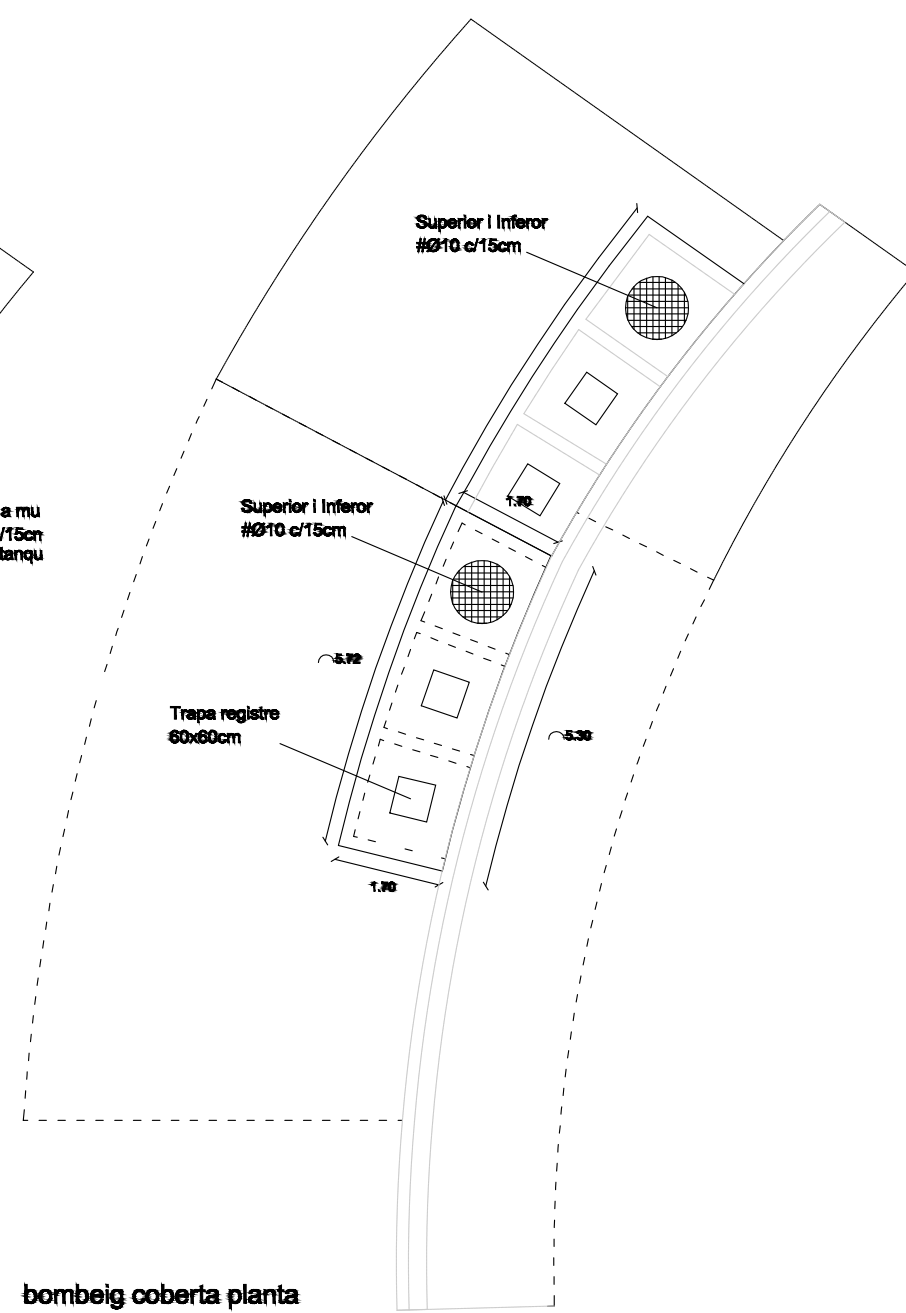 Superior i Inferor
#Ø10 c/15cm
1.70
a mu
/15cn
tanqu
Superior i Inferor
#Ø10 c/15cm
5.72
Trapa registre
60x60cm
5.30
1.70
bombeig coberta planta